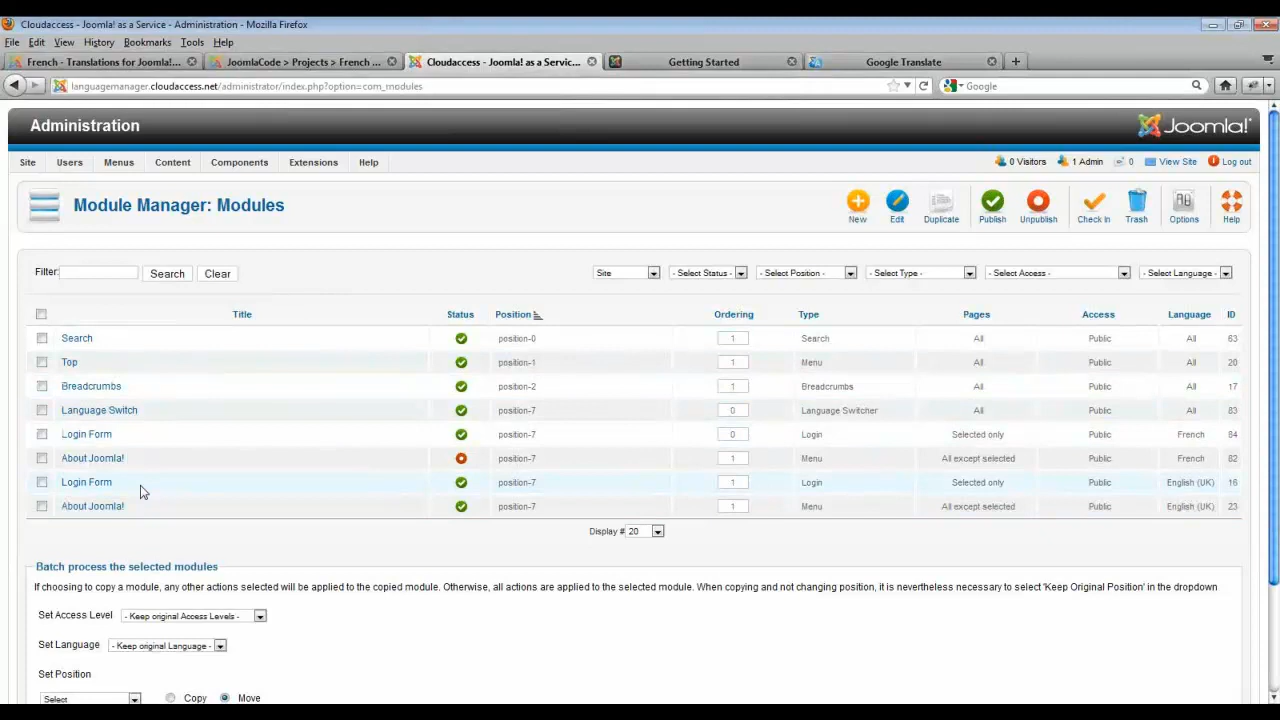 Cloudaccess - Joomla! as a Service - Administration - Mozilla Firefox
File Edit View History Bookmarks Tools Help
French - Translations for Joomla!... JoomlaCode > Projects > French ... Cloudaccess - Joomla! as a Servic... Getting Started Google Translate
languagemanager.cloudaccess.net/administrator/index.php?option=com_modules Google
Administration Joomla!
Site Users Menus Content Components Extensions Help 0 Visitors 1 Admin 0 View Site Log out
Module Manager: Modules
New Edit Duplicate Publish Unpublish Check In Trash Options Help
Filter: Search Clear Site - Select Status - - Select Position - - Select Type - - Select Access - - Select Language -
Title Status Position Ordering Type Pages Access Language ID
Search position-0 1 Search All Public All 63
Top position-1 1 Menu All Public All 20
Breadcrumbs position-2 1 Breadcrumbs All Public All 17
Language Switch position-7 0 Language Switcher All Public All 83
Login Form position-7 0 Login Selected only Public French 84
About Joomla! position-7 1 Menu All except selected Public French 82
Login Form position-7 1 Login Selected only Public English (UK) 16
About Joomla! position-7 1 Menu All except selected Public English (UK) 23
Display # 20
Batch process the selected modules
If choosing to copy a module, any other actions selected will be applied to the copied module. Otherwise, all actions are applied to the selected module. When copying and not changing position, it is nevertheless necessary to select 'Keep Original Position' in the dropdown
Set Access Level - Keep original Access Levels -
Set Language - Keep original Language -
Set Position
Select Copy Move